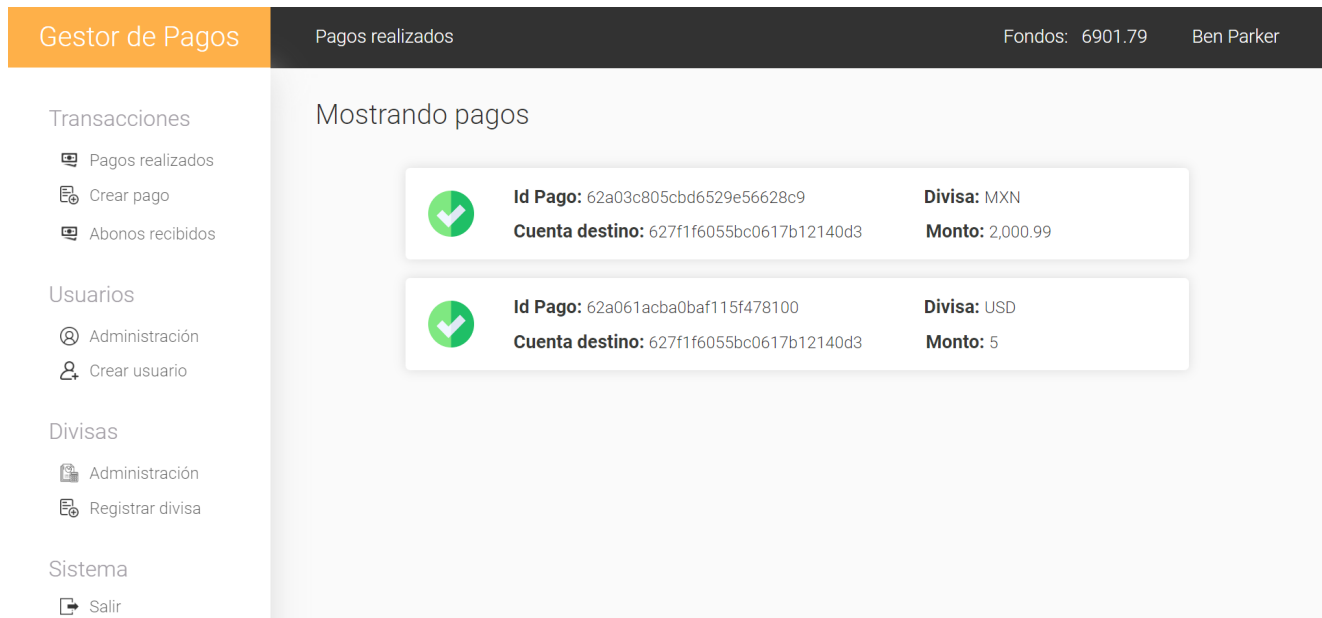 Gestor de Pagos
Pagos realizados
Fondos: 6901.79
Ben Parker
Transacciones
Pagos realizados
Crear pago
Abonos recibidos
Usuarios
Administración
Crear usuario
Divisas
Administración
Registrar divisa
Sistema
Salir
Mostrando pagos
Id Pago: 62a03c805cbd6529e56628c9 Divisa: MXN
Cuenta destino: 627f1f6055bc0617b12140d3 Monto: 2,000.99
Id Pago: 62a061acba0baf115f478100 Divisa: USD
Cuenta destino: 627f1f6055bc0617b12140d3 Monto: 5